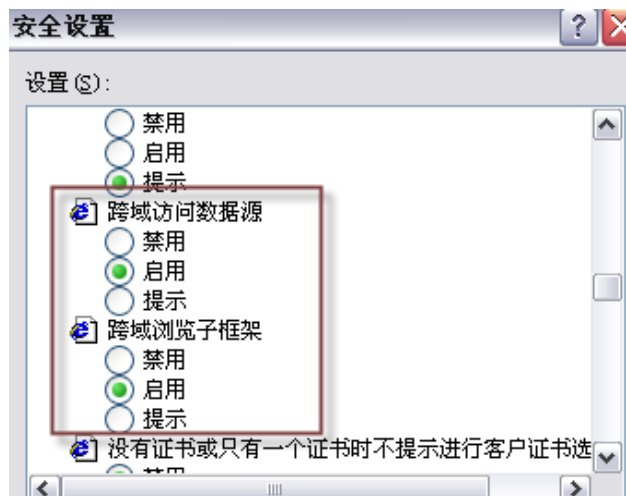 安全设置
?
设置(S):
禁用
启用
提示
跨域访问数据源
禁用
启用
提示
跨域浏览子框架
禁用
启用
提示
没有证书或只有一个证书时不提示进行客户证书选
禁用